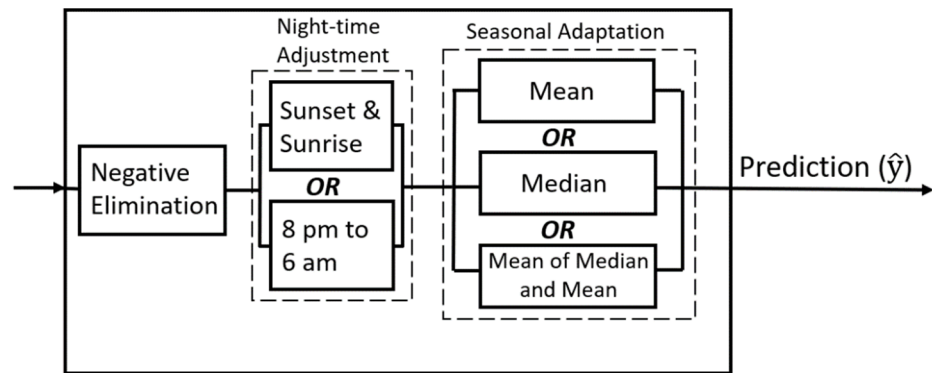 Night-time
Adjustment
Seasonal Adaptation
Negative
Elimination
Sunset &
Sunrise
OR
8 pm to
6 am
Mean
OR
Median
OR
Mean of Median
and Mean
Prediction (ŷ)